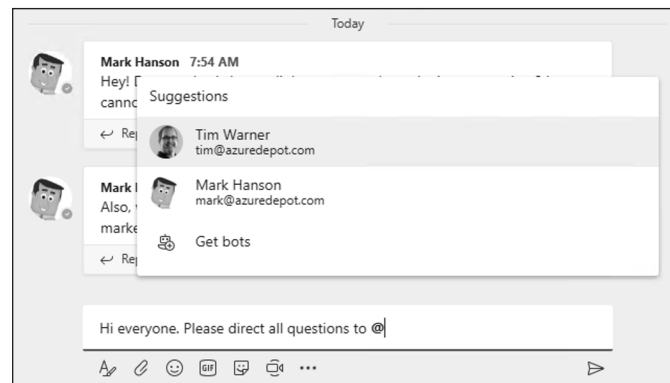 Today
Mark Hanson 7:54 AM
Hey!
canno
Rep
Suggestions
Tim Warner
tim@azuredepot.com
Mark Hanson
mark@azuredepot.com
Get bots
Mark
Also,
marke
Rep
Hi everyone. Please direct all questions to @
GIF